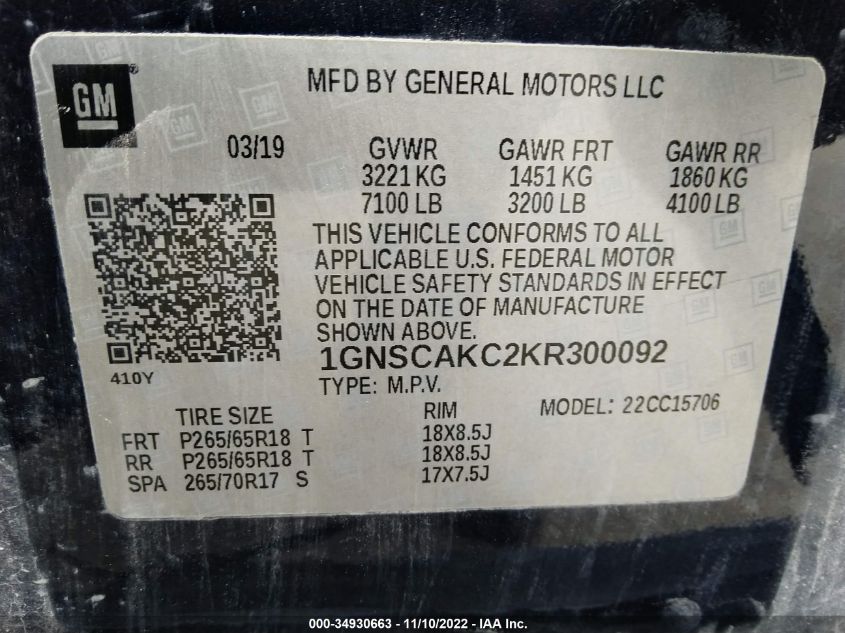 GM
MFD BY GENERAL MOTORS LLC
03/19 GVWR GAWR FRT GAWR RR
3221 KG 1451 KG 1860 KG
7100 LB 3200 LB 4100 LB
THIS VEHICLE CONFORMS TO ALL
APPLICABLE U.S. FEDERAL MOTOR
VEHICLE SAFETY STANDARDS IN EFFECT
ON THE DATE OF MANUFACTURE
SHOWN ABOVE.
1GNSCAKC2KR300092
410Y
TYPE: M.P.V.
TIRE SIZE RIM MODEL: 22CC15706
FRT P265/65R18 T 18X8.5J
RR P265/65R18 T 18X8.5J
SPA 265/70R17 S 17X7.5J
000-34930663 - 11/10/2022 - IAA Inc.